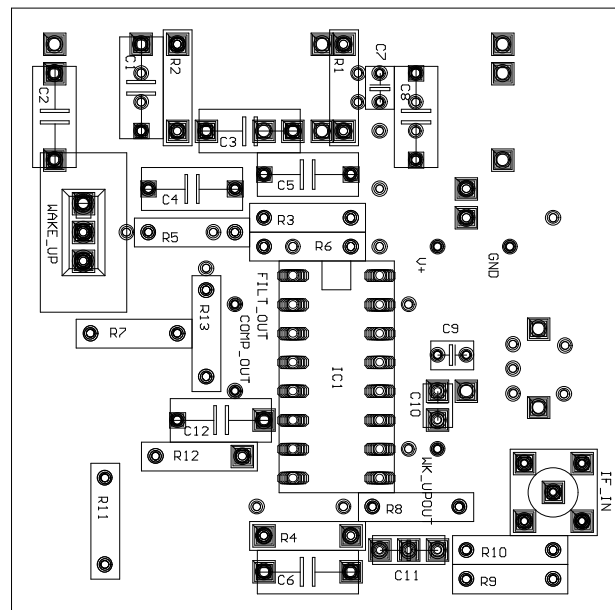 C1
R2
R1
C7
C2
C8
C3
C4
C5
WAKE_UP
R3
R5
R6
V+
GND
FILT_OUT
R13
COMP_OUT
R7
C9
IC1
C10
C12
R12
WK_UPOUT
IF_IN
R11
R8
R4
C11
R10
C6
R9